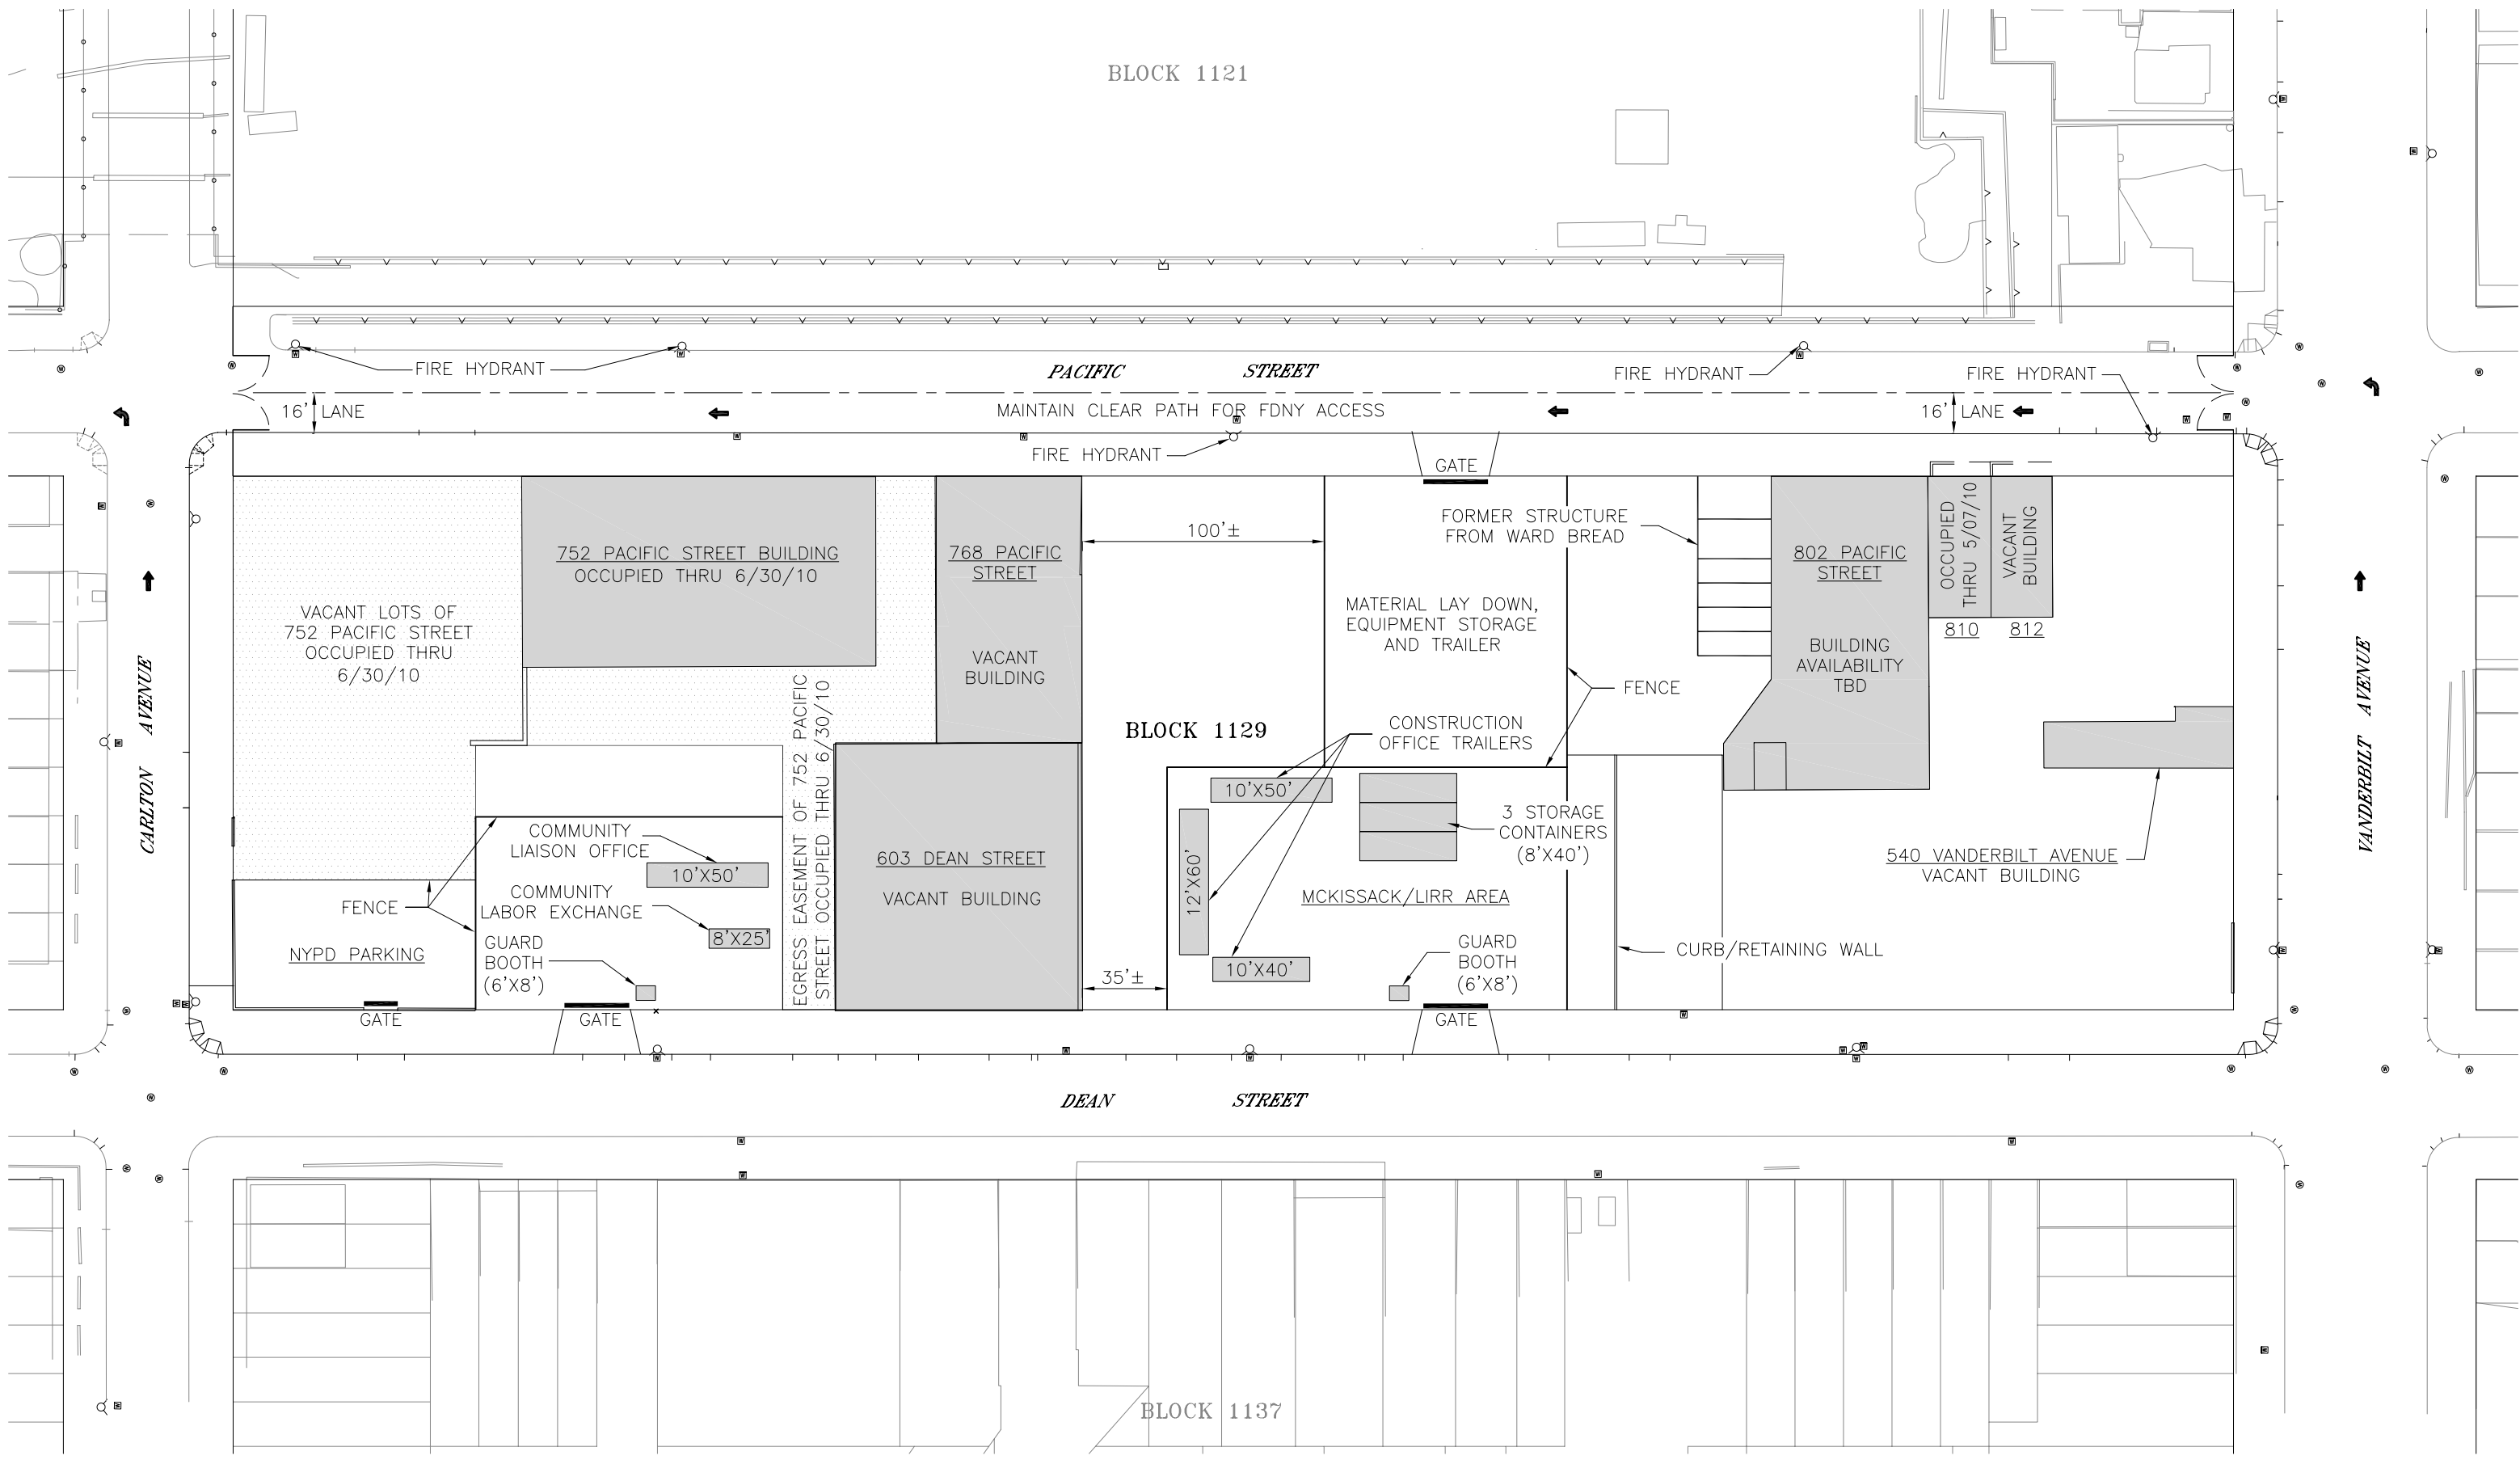 BLOCK 1121
FIRE HYDRANT
PACIFIC STREET
FIRE HYDRANT
FIRE HYDRANT
16' LANE
MAINTAIN CLEAR PATH FOR FDNY ACCESS
16' LANE
FIRE HYDRANT
GATE
752 PACIFIC STREET BUILDING
OCCUPIED THRU 6/30/10
768 PACIFIC
STREET
VACANT
BUILDING
100'±
FORMER STRUCTURE
FROM WARD BREAD
802 PACIFIC
STREET
BUILDING
AVAILABILITY
TBD
OCCUPIED
THRU 5/07/10
VACANT
BUILDING
810
812
VACANT LOTS OF
752 PACIFIC STREET
OCCUPIED THRU
6/30/10
MATERIAL LAY DOWN,
EQUIPMENT STORAGE
AND TRAILER
FENCE
CARLTON AVENUE
VANDERBILT AVENUE
BLOCK 1129
CONSTRUCTION
OFFICE TRAILERS
EGRESS EASEMENT OF 752 PACIFIC
STREET OCCUPIED THRU 6/30/10
10'X50'
12'X60'
10'X40'
3 STORAGE
CONTAINERS
(8'X40')
COMMUNITY
LIAISON OFFICE
10'X50'
COMMUNITY
LABOR EXCHANGE
8'X25'
603 DEAN STREET
VACANT BUILDING
540 VANDERBILT AVENUE
VACANT BUILDING
MCKISSACK/LIRR AREA
FENCE
NYPD PARKING
GUARD
BOOTH
(6'X8')
35'±
GUARD
BOOTH
(6'X8')
CURB/RETAINING WALL
GATE
GATE
GATE
DEAN STREET
BLOCK 1137